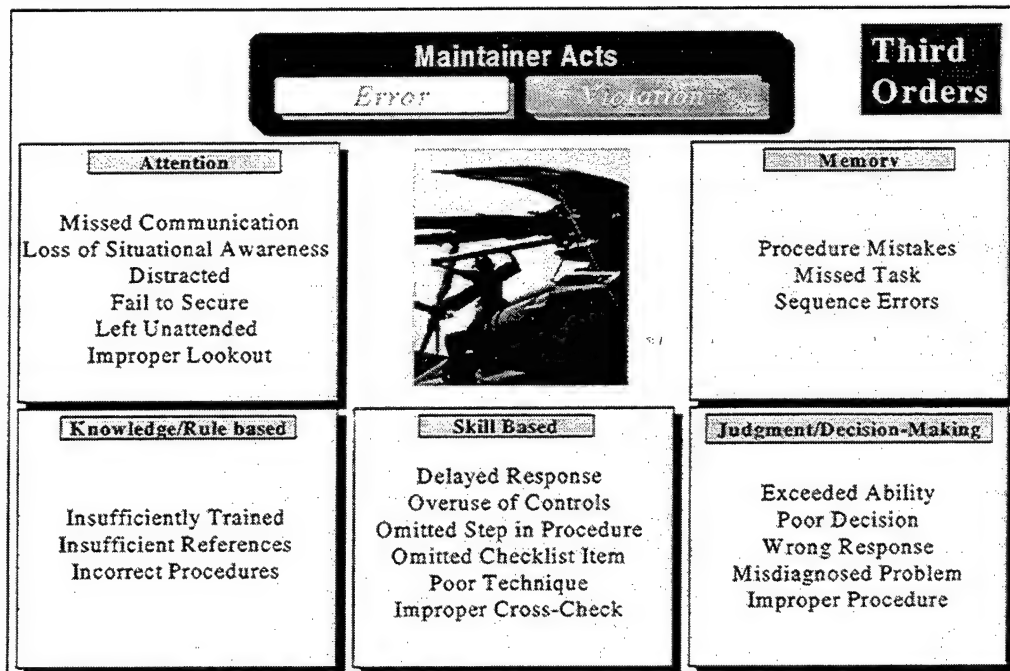 Maintainer Acts
Error
Violation
Third
Orders
Attention
Missed Communication
Loss of Situational Awareness
Distracted
Fail to Secure
Left Unattended
Improper Lookout
Memory
Procedure Mistakes
Missed Task
Sequence Errors
Knowledge/Rule based
Insufficiently Trained
Insufficient References
Incorrect Procedures
Skill Based
Delayed Response
Overuse of Controls
Omitted Step in Procedure
Omitted Checklist Item
Poor Technique
Improper Cross-Check
Judgment/Decision-Making
Exceeded Ability
Poor Decision
Wrong Response
Misdiagnosed Problem
Improper Procedure